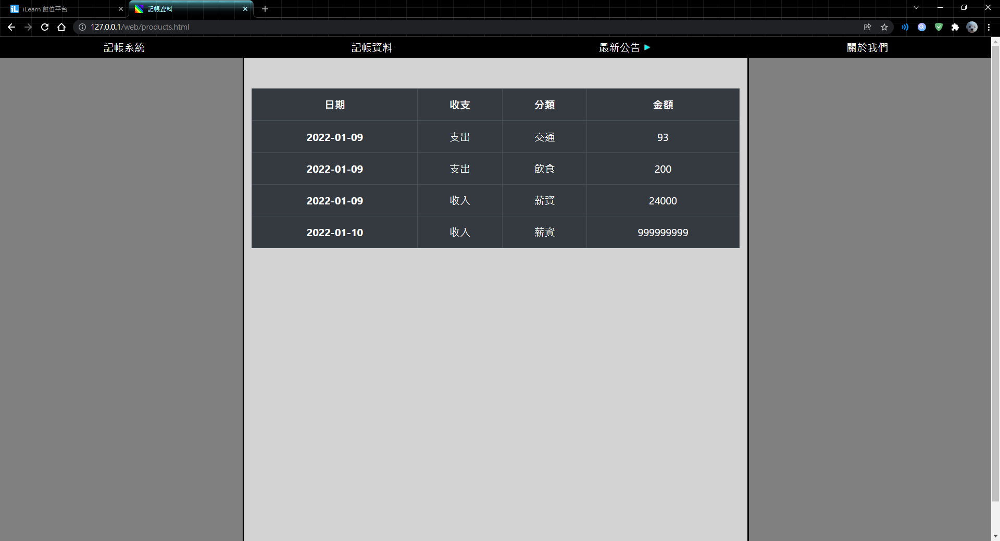 iLearn 數位平台
記帳資料
127.0.0.1/web/products.html
記帳系統 記帳資料 最新公告 關於我們
日期 收支 分類 金額
2022-01-09 支出 交通 93
2022-01-09 支出 飲食 200
2022-01-09 收入 薪資 24000
2022-01-10 收入 薪資 999999999